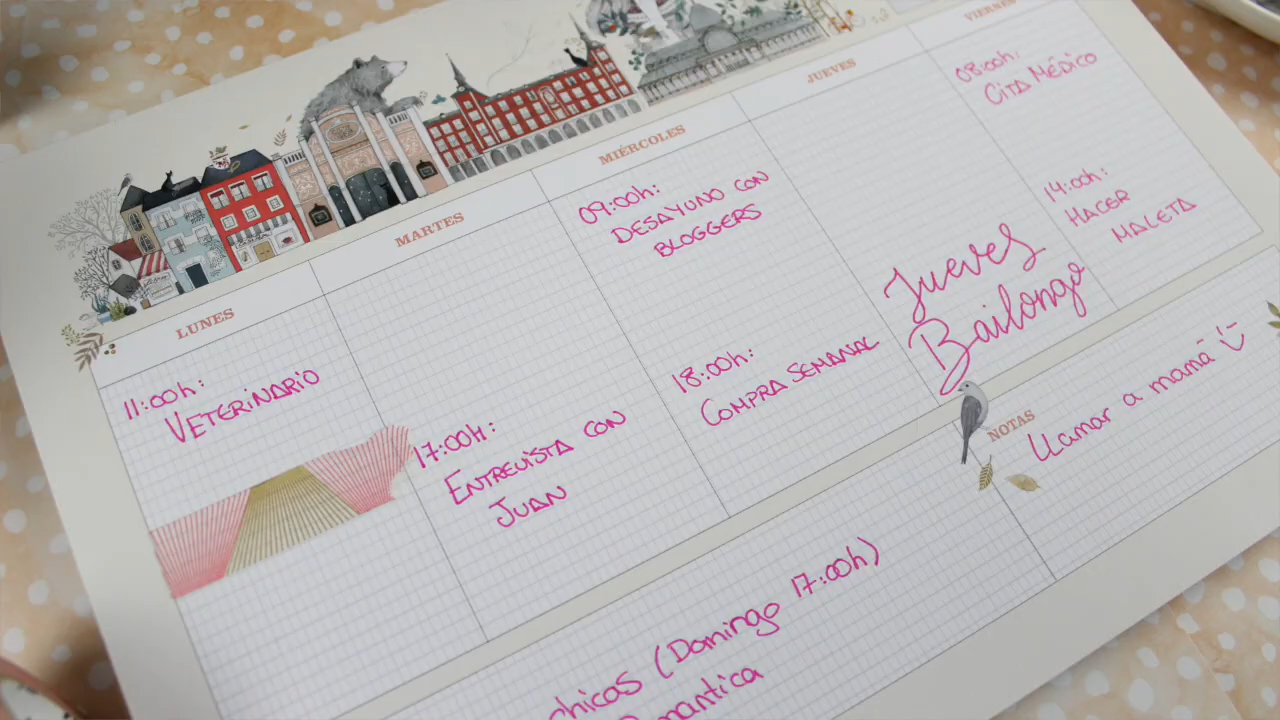 LUNES
11:00h:
VETERINARIO
MARTES
17:00h:
ENTREVISTA CON
JUAN
MIÉRCOLES
09:00h:
DESAYUNO CON
BLOGGERS
18:00h:
COMPRA SEMANAL
JUEVES
Jueves
Bailongo
VIERNES
08:00h:
CITA MÉDICO
14:00h:
HACER
MALETA
NOTAS
Llamar a mamá
(Domingo 17:00h)